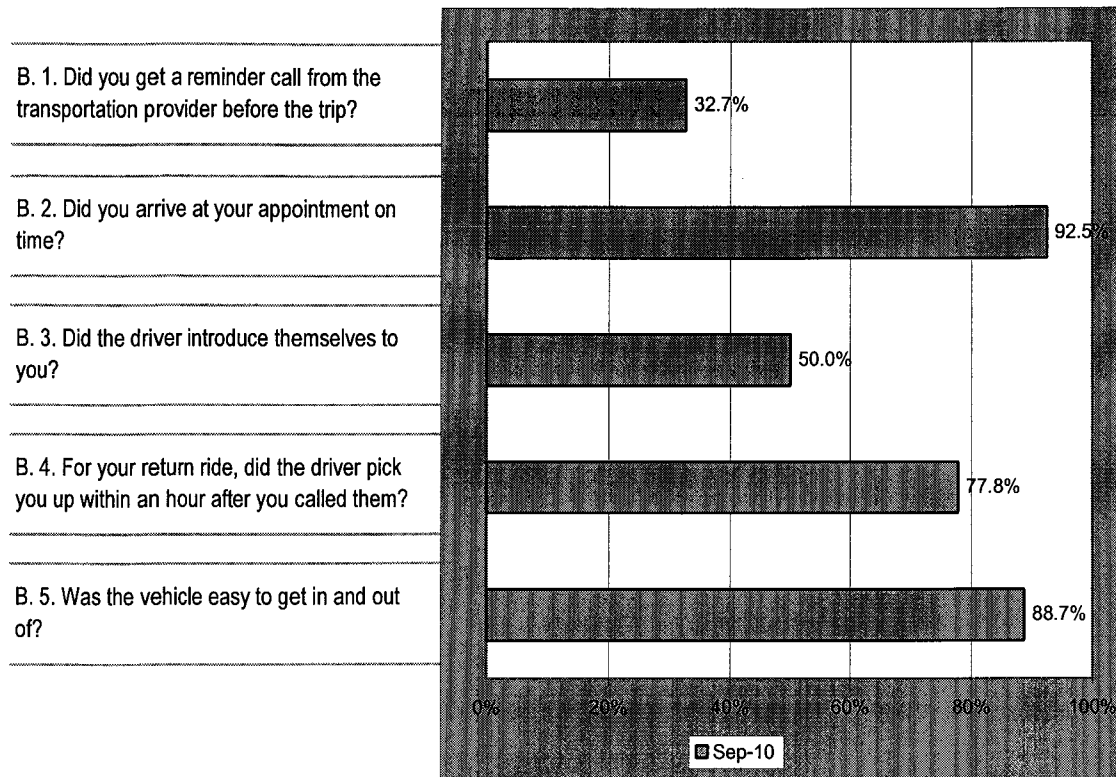 B. 1. Did you get a reminder call from the
transportation provider before the trip?
32.7%
B. 2. Did you arrive at your appointment on
time?
92.5%
B. 3. Did the driver introduce themselves to
you?
50.0%
B. 4. For your return ride, did the driver pick
you up within an hour after you called them?
77.8%
B. 5. Was the vehicle easy to get in and out
of?
88.7%
0% 20% 40% 60% 80% 100%
Sep-10